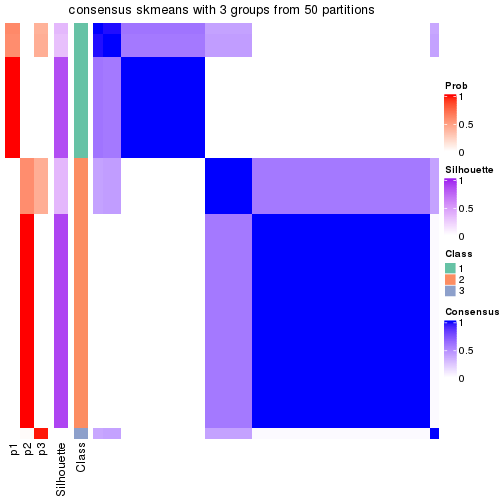 consensus skmeans with 3 groups from 50 partitions
Prob
1
0.5
0
Silhouette
1
0.5
0
Class
1
2
3
Consensus
1
0.5
0
p1
p2
p3
Silhouette
Class